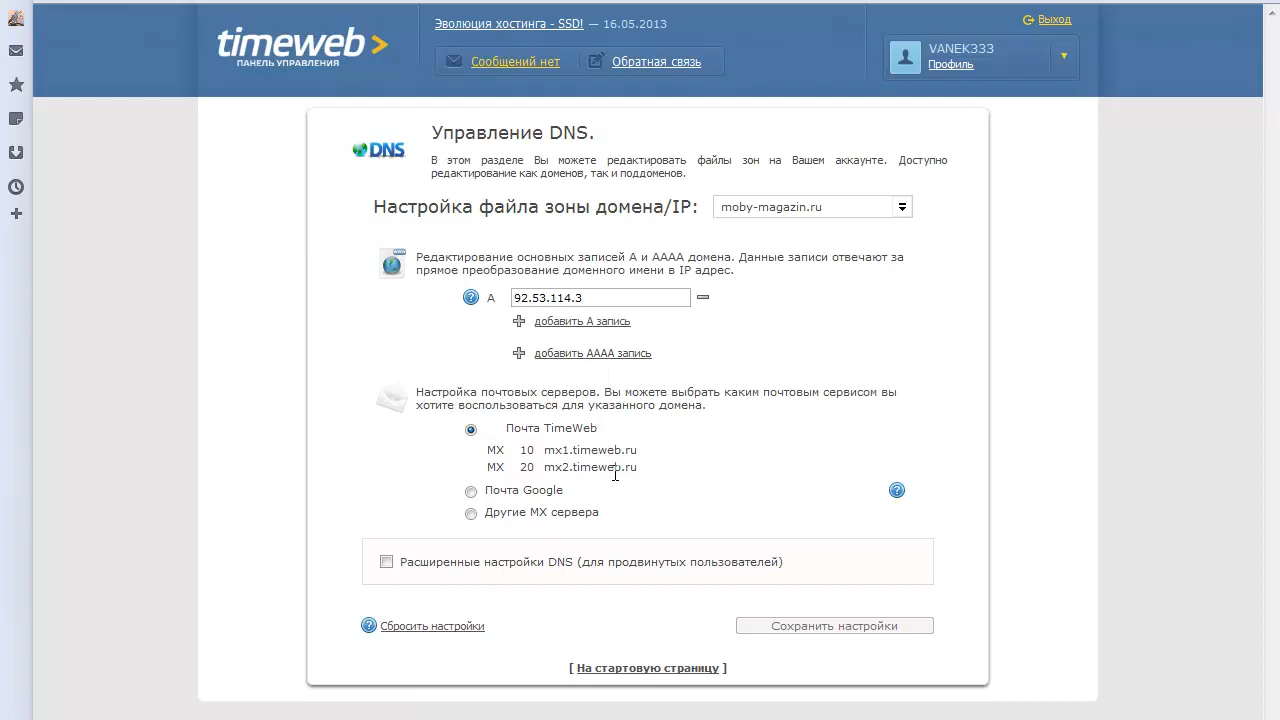 timeweb>
ПАНЕЛЬ УПРАВЛЕНИЯ
Эволюция хостинга - SSD! — 16.05.2013
Сообщений нет
Обратная связь
Выход
VANEK333
Профиль
DNS
Управление DNS.
В этом разделе Вы можете редактировать файлы зон на Вашем аккаунте. Доступно
редактирование как доменов, так и поддоменов.
Настройка файла зоны домена/IP: moby-magazin.ru
Редактирование основных записей A и AAAA домена. Данные записи отвечают за
прямое преобразование доменного имени в IP адрес.
A 92.53.114.3
добавить A запись
добавить AAAA запись
Настройка почтовых серверов. Вы можете выбрать каким почтовым сервисом вы
хотите воспользоваться для указанного домена.
Почта TimeWeb
MX 10 mx1.timeweb.ru
MX 20 mx2.timeweb.ru
Почта Google
Другие MX сервера
Расширенные настройки DNS (для продвинутых пользователей)
Сбросить настройки
Сохранить настройки
[ На стартовую страницу ]